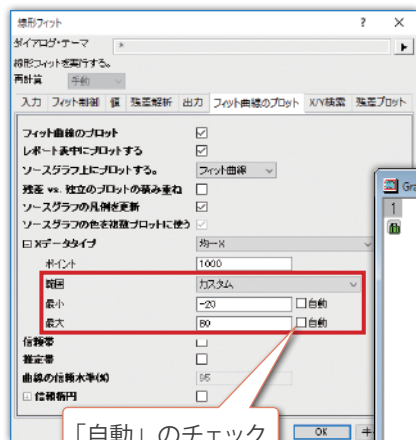 線形フィット ? ×
ダイアログ・テーマ *
線形フィットを実行する。
再計算 手動
入力 フィット制御 値 残差解析 出力 フィット曲線のプロット X/Y検索 残差プロット
フィット曲線のプロット
レポート表中にプロットする
ソースグラフ上にプロットする。 フィット曲線
残差 vs. 独立のプロットの積み重ね
ソースグラフの凡例を更新
ソースグラフの色を複数プロットに使う
Xデータタイプ 均一X
ポイント 1000
範囲 カスタム
最小 -20 自動
最大 80 自動
信頼帯
推定帯
曲線の信頼水準(%) 95
信頼楕円
Gra
1
「自動」のチェック
OK キ